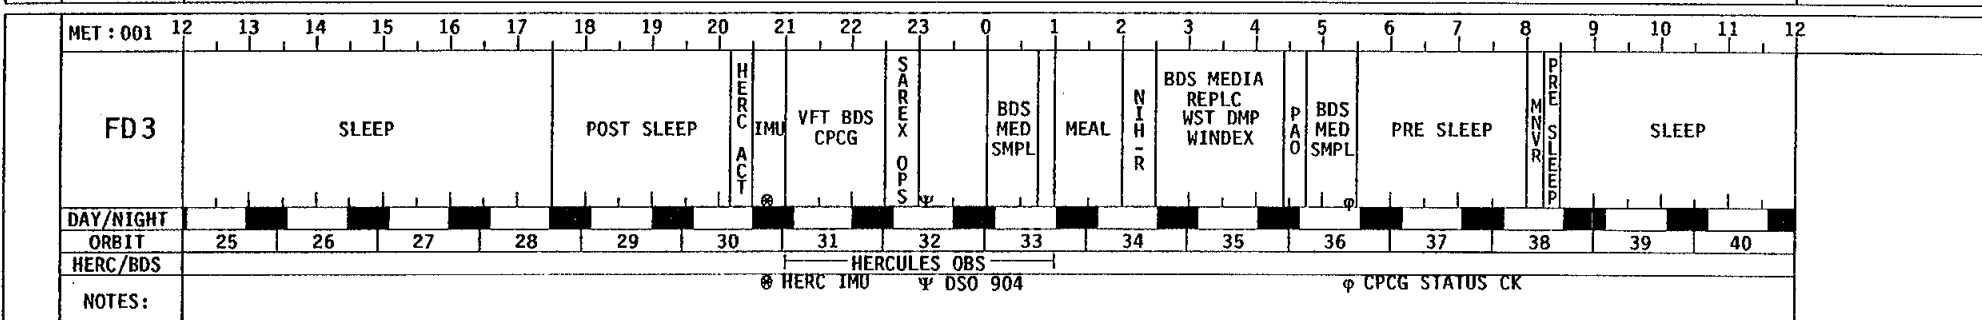 MET : 001 12 13 14 15 16 17 18 19 20 21 22 23 0 1 2 3 4 5 6 7 8 9 10 11 12
FD3
SLEEP
POST SLEEP
HERC ACT
IMU
VFT BDS
CPCG
SAREX OPS
BDS
MED
SMPL
MEAL
NIH-R
BDS MEDIA
REPLC
WST DMP
WINDEX
PAO
BDS
MED
SMPL
PRE SLEEP
MNVR
PRE SLEEP
SLEEP
⊗
Ψ
φ
DAY/NIGHT
ORBIT 25 26 27 28 29 30 31 32 33 34 35 36 37 38 39 40
HERC/BDS HERCULES OBS
NOTES: ⊗ HERC IMU Ψ DSO 904 φ CPCG STATUS CK